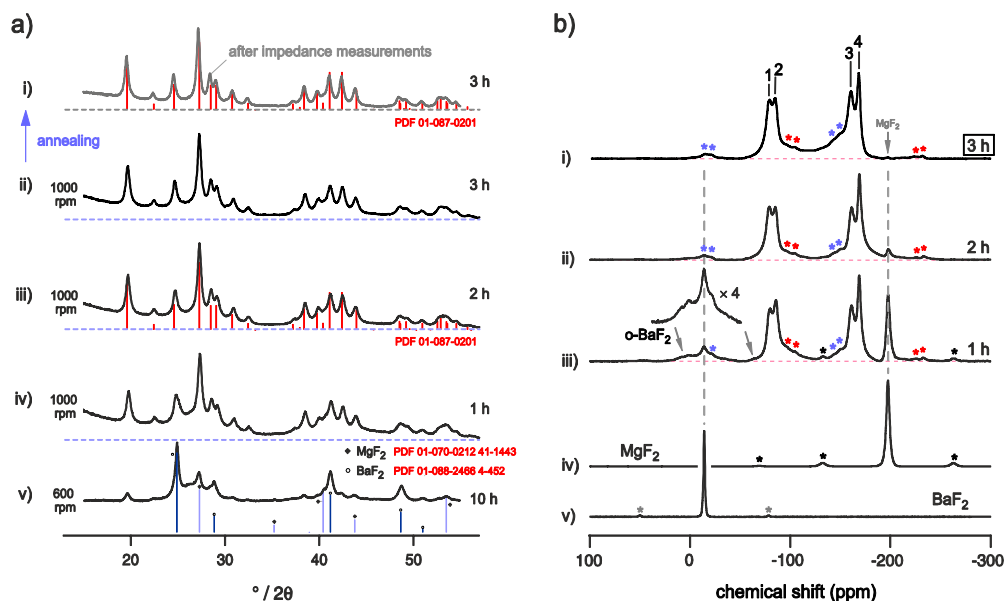 a)
after impedance measurements
i)
3 h
PDF 01-087-0201
annealing
ii)
1000
rpm
3 h
iii)
1000
rpm
2 h
PDF 01-087-0201
iv)
1000
rpm
1 h
MgF2 PDF 01-070-0212 41-1443
BaF2 PDF 01-088-2466 4-452
v)
600
rpm
10 h
20 30 40 50
° / 2θ
b)
1 2 3 4
MgF2
** ** ** **
i)
3 h
** ** ** **
ii)
2 h
× 4
o-BaF2
* ** * ** ** *
iii)
1 h
MgF2
* * *
iv)
BaF2
* *
v)
100 0 -100 -200 -300
chemical shift (ppm)